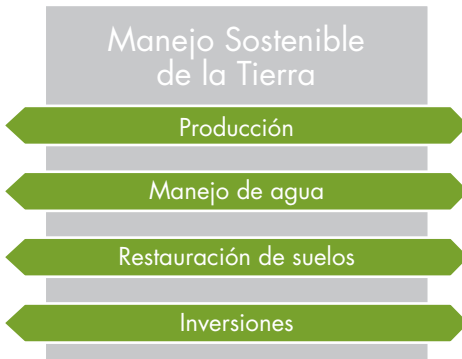 Manejo Sostenible
de la Tierra
Producción
Manejo de agua
Restauración de suelos
Inversiones